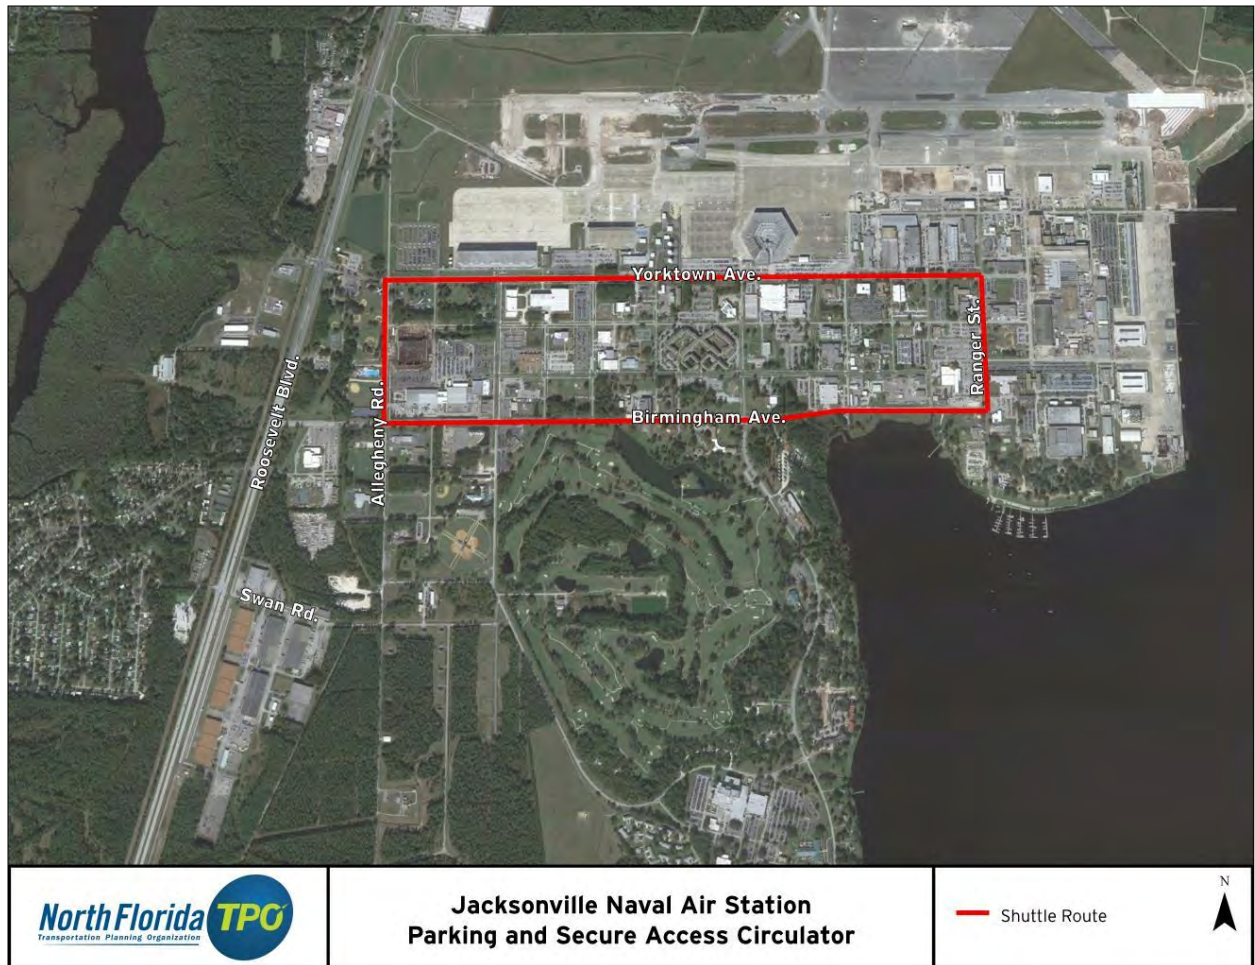 Yorktown Ave.
Ranger St.
Roosevelt Blvd.
Allegheny Rd.
Birmingham Ave.
Swan Rd.
North Florida TPO
Transportation Planning Organization
Jacksonville Naval Air Station
Parking and Secure Access Circulator
Shuttle Route
N